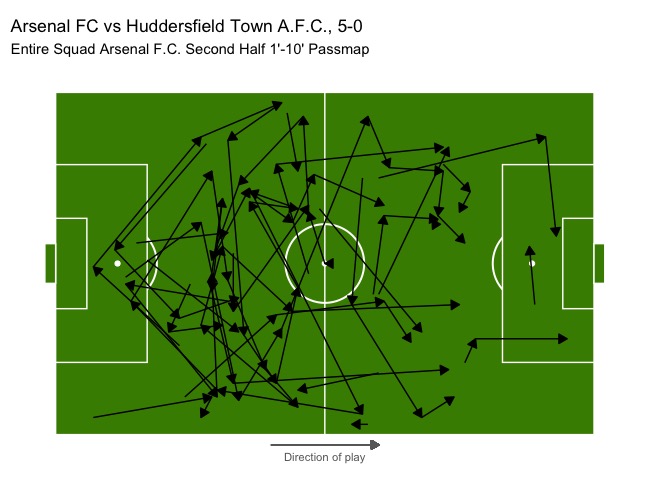 Arsenal FC vs Huddersfield Town A.F.C., 5-0
Entire Squad Arsenal F.C. Second Half 1'-10' Passmap
Direction of play